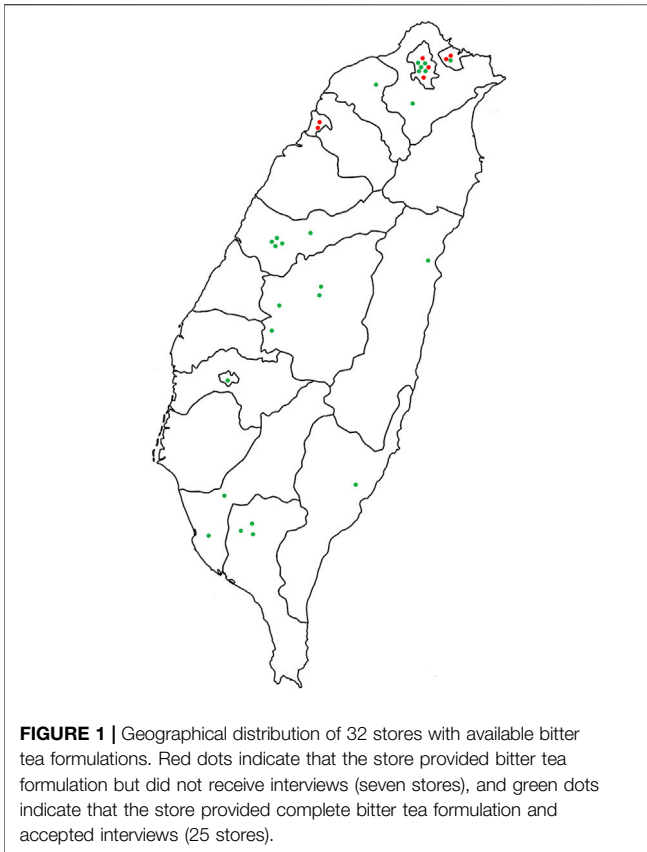 FIGURE 1 | Geographical distribution of 32 stores with available bitter
tea formulations. Red dots indicate that the store provided bitter tea
formulation but did not receive interviews (seven stores), and green dots
indicate that the store provided complete bitter tea formulation and
accepted interviews (25 stores).